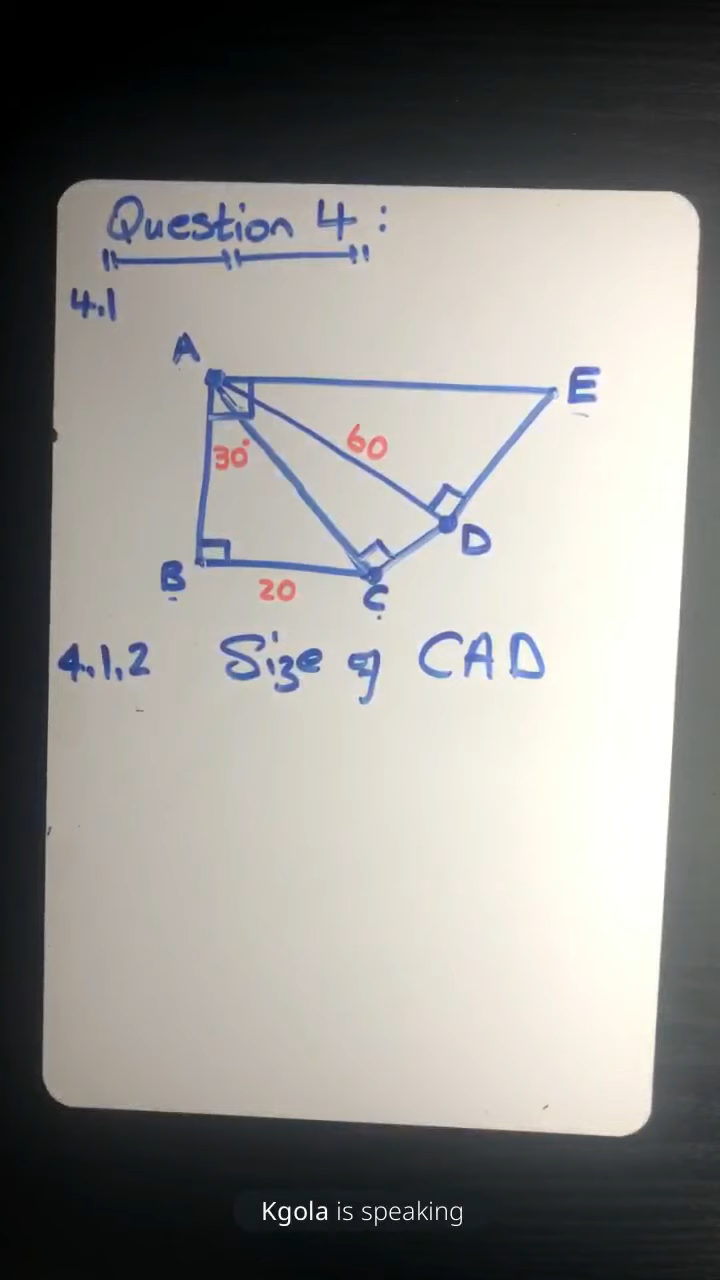 Question 4:
4.1
A
E
30°
60
D
B
20
C
4.1.2 Size of CAD
Kgola is speaking